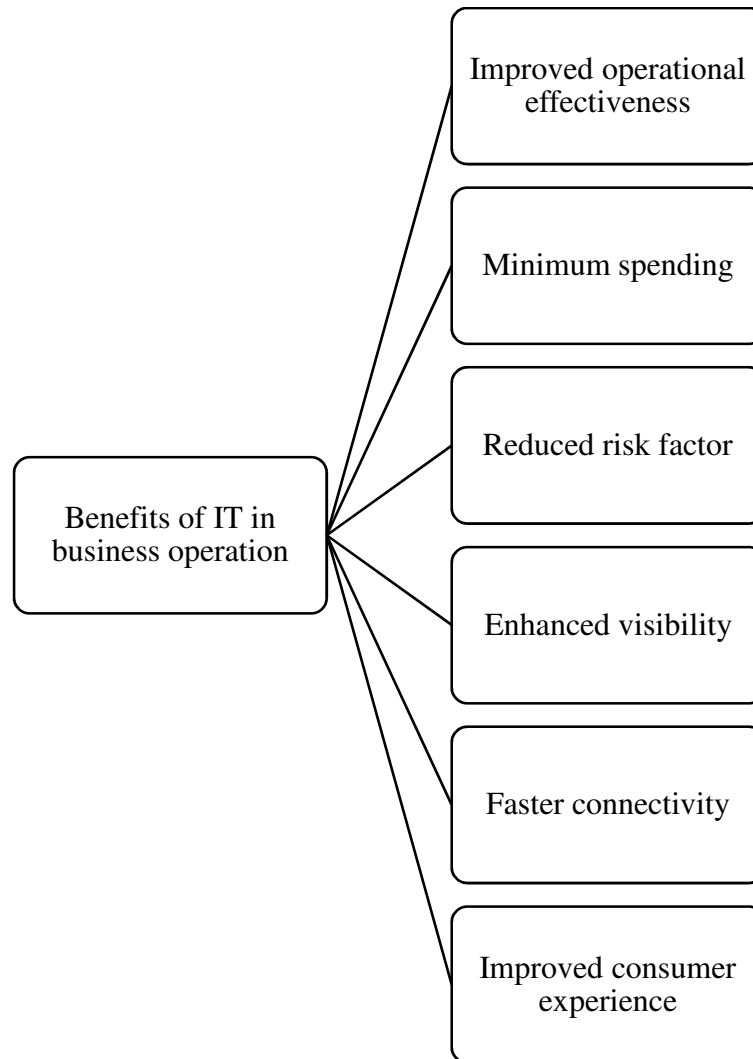 Improved operational
effectiveness
Minimum spending
Reduced risk factor
Benefits of IT in
business operation
Enhanced visibility
Faster connectivity
Improved consumer
experience